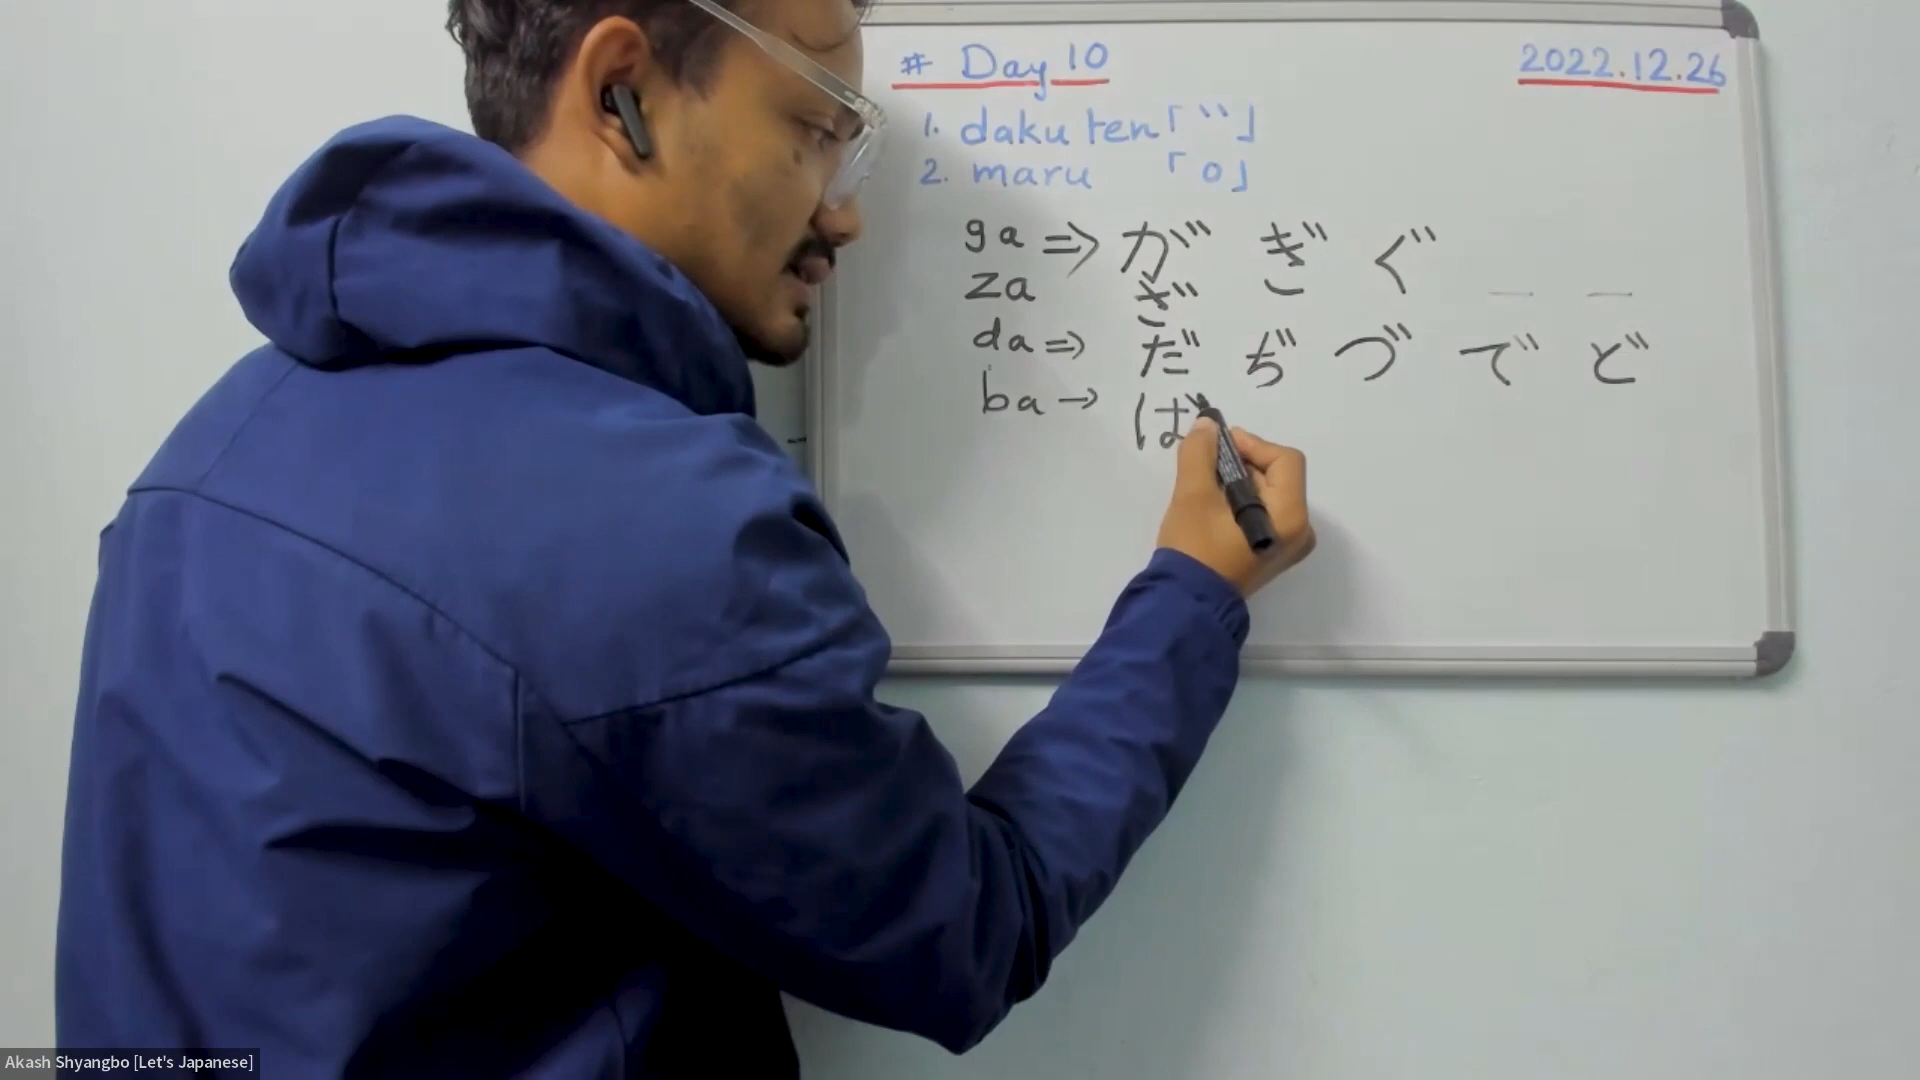 # Day 10 2022.12.26
1. daku ten「〃」
2. maru 「o」
ga => が ぎ ぐ
za ざ _ _
da => だ ぢ づ で ど
ba → ば
Akash Shyangbo [Let's Japanese]